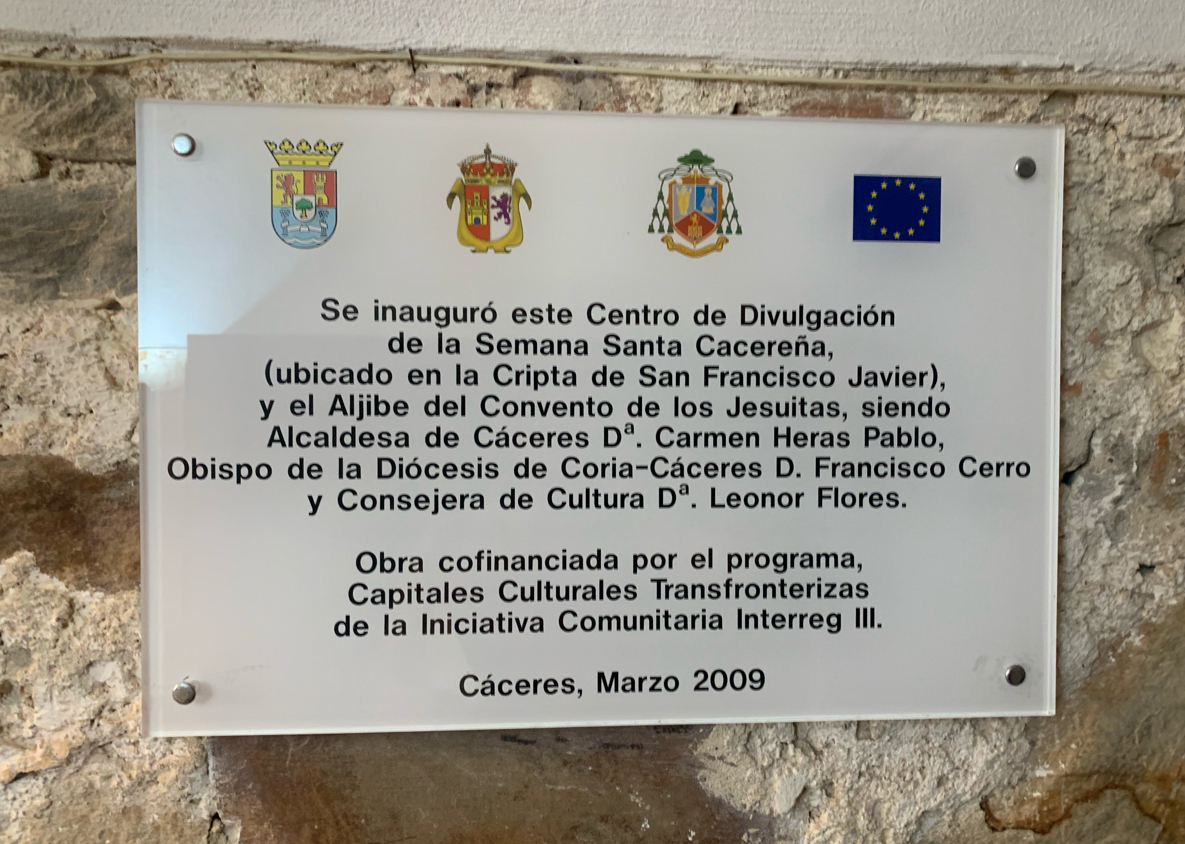 Se inauguró este Centro de Divulgación
de la Semana Santa Cacereña,
(ubicado en la Cripta de San Francisco Javier),
y el Aljibe del Convento de los Jesuitas, siendo
Alcaldesa de Cáceres Dª. Carmen Heras Pablo,
Obispo de la Diócesis de Coria-Cáceres D. Francisco Cerro
y Consejera de Cultura Dª. Leonor Flores.
Obra cofinanciada por el programa,
Capitales Culturales Transfronterizas
de la Iniciativa Comunitaria Interreg III.
Cáceres, Marzo 2009